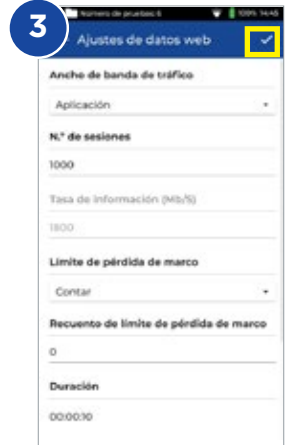 3
Número de pruebas: 6 100% 14:45
Ajustes de datos web
Ancho de banda de tráfico
Aplicación
N.º de sesiones
1000
Tasa de información (Mb/S)
1800
Límite de pérdida de marco
Contar
Recuento de límite de pérdida de marco
0
Duración
00:00:10